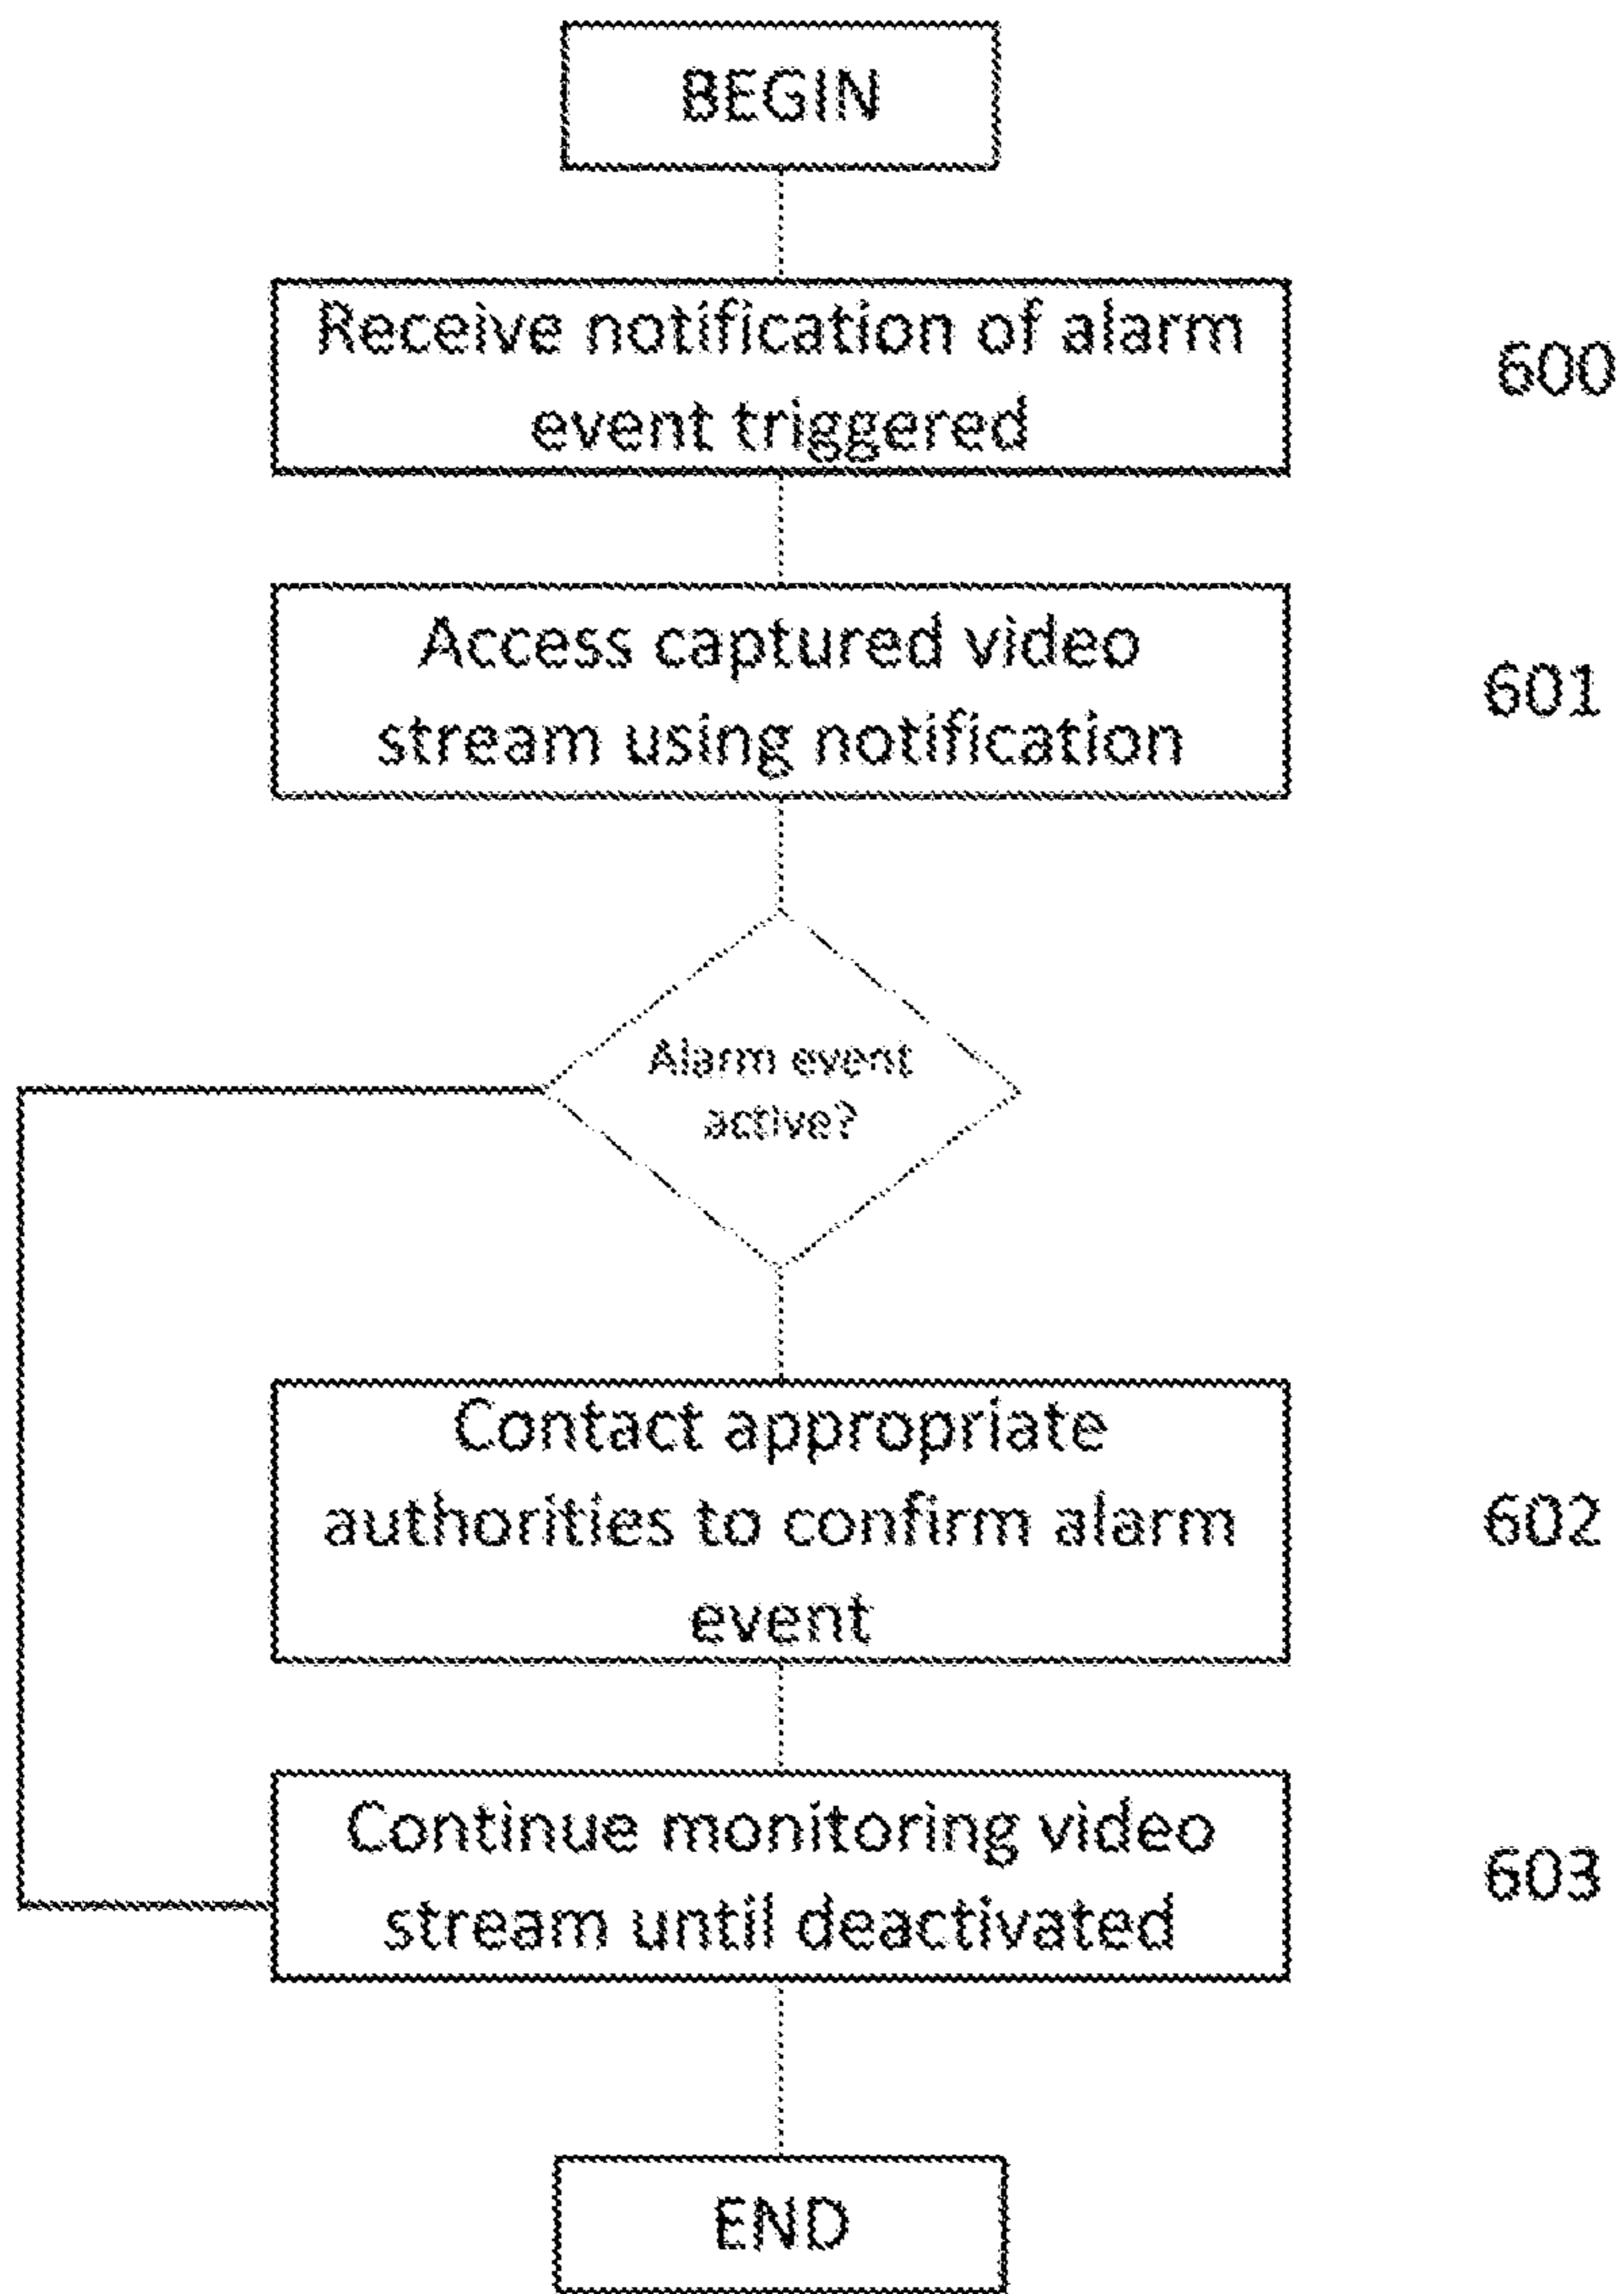 BEGIN
Receive notification of alarm
event triggered
600
Access captured video
stream using notification
601
Alarm event
active?
Contact appropriate
authorities to confirm alarm
event
602
Continue monitoring video
stream until deactivated
603
END